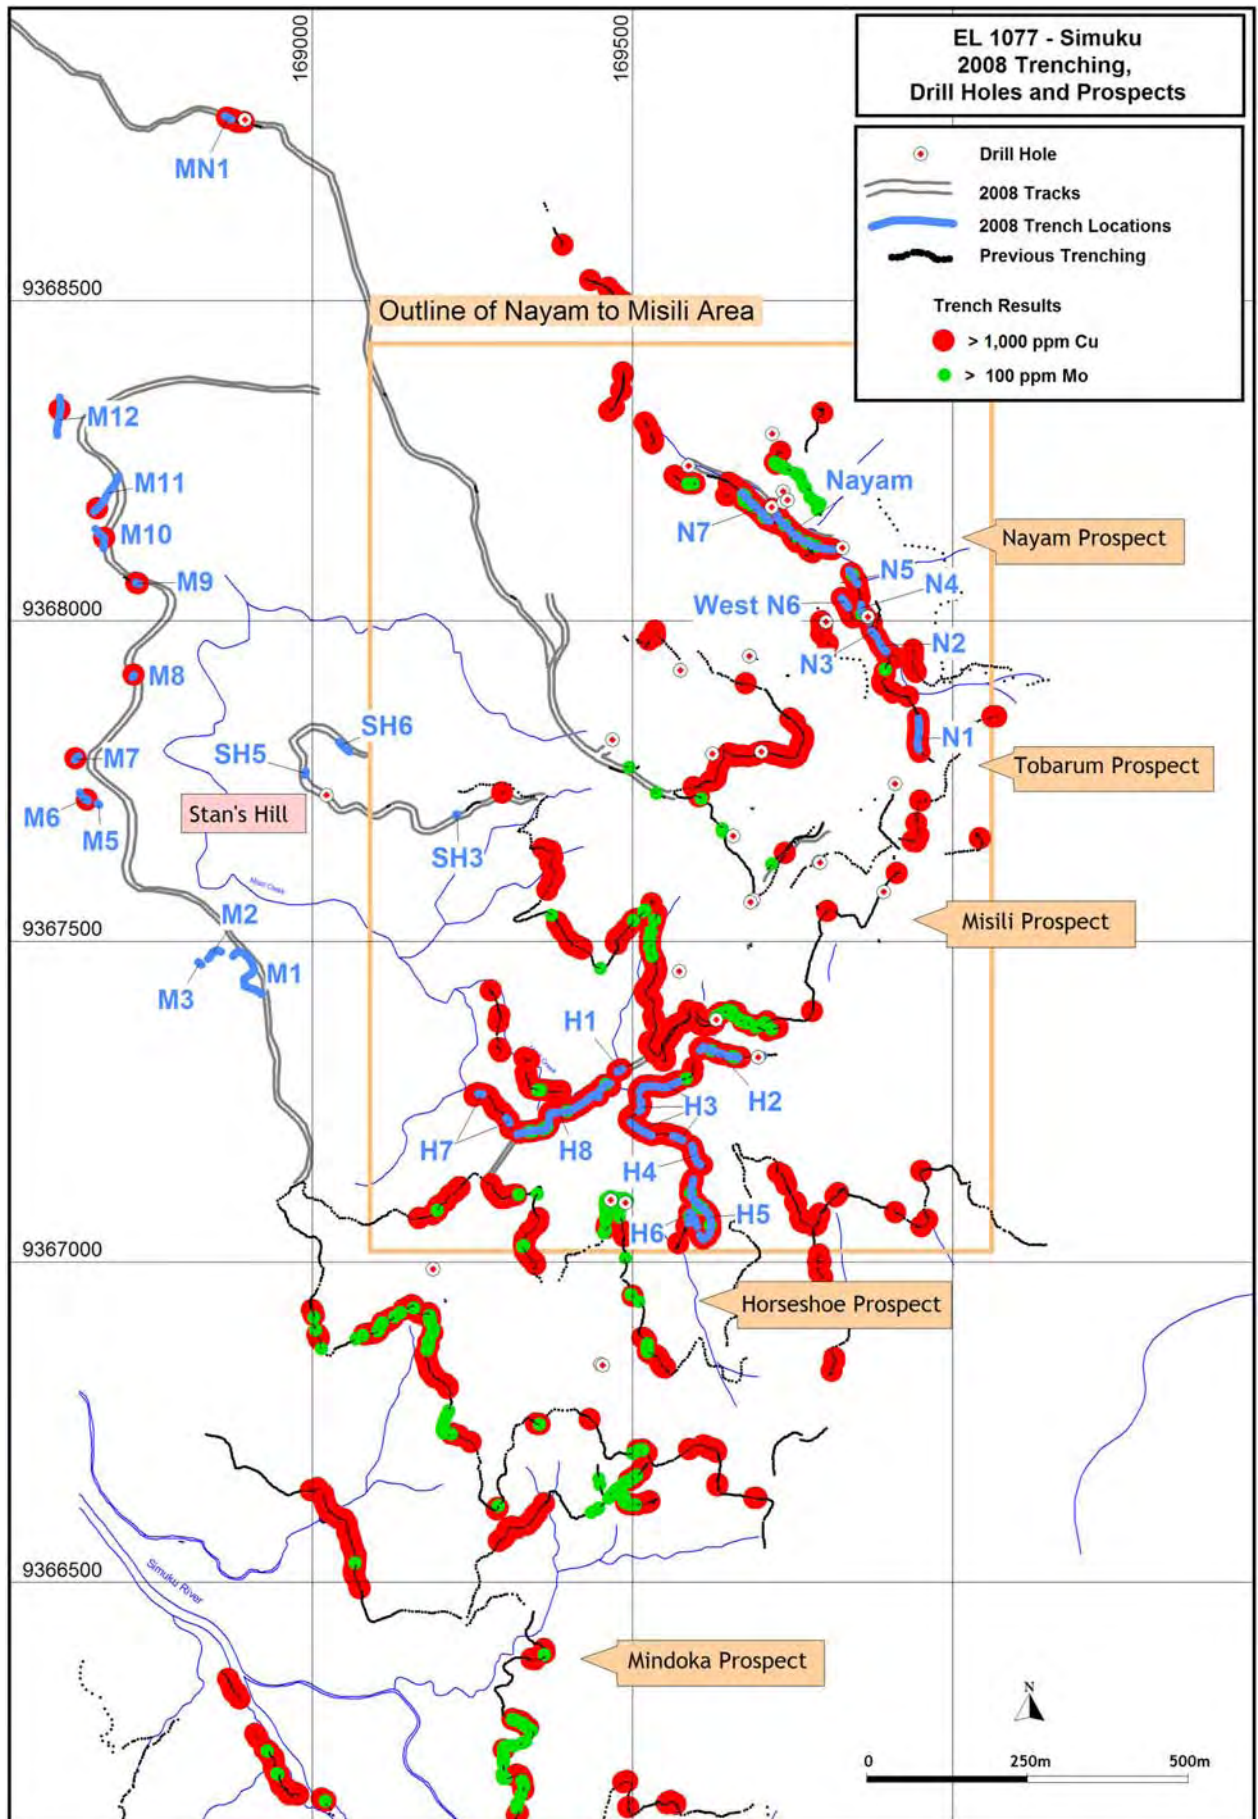 169000
169500
EL 1077 - Simuku
2008 Trenching,
Drill Holes and Prospects
Drill Hole
2008 Tracks
2008 Trench Locations
Previous Trenching
Trench Results
> 1,000 ppm Cu
> 100 ppm Mo
MN1
9368500
Outline of Nayam to Misili Area
M12
M11
M10
M9
M8
M7
M6
M5
Nayam
N7
Nayam Prospect
N5
N4
West N6
9368000
N3
N2
N1
SH6
SH5
Stan's Hill
SH3
Tobarum Prospect
Misili Prospect
M2
9367500
M1
M3
H1
H2
H3
H7
H8
H4
H5
H6
9367000
Horseshoe Prospect
9366500
Simuku River
Mindoka Prospect
N
0 250m 500m